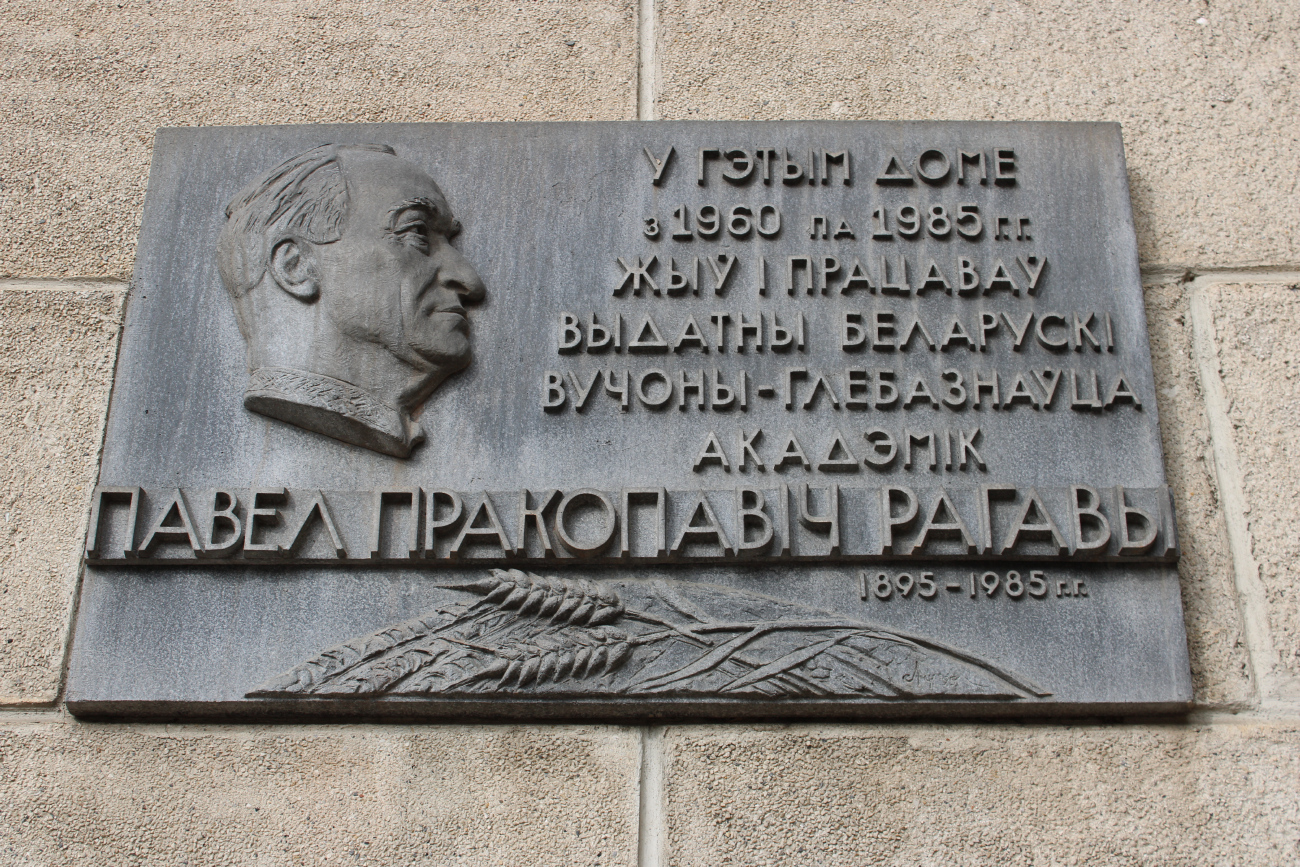 У ГЭТЫМ ДОМЕ
з 1960 па 1985 г.г.
ЖЫЎ І ПРАЦАВАЎ
ВЫДАТНЫ БЕЛАРУСКІ
ВУЧОНЫ-ГЛЕБАЗНАЎЦА
АКАДЭМІК
ПАВЕЛ ПРАКОПАВІЧ РАГАВЫ
1895-1985 г.г.